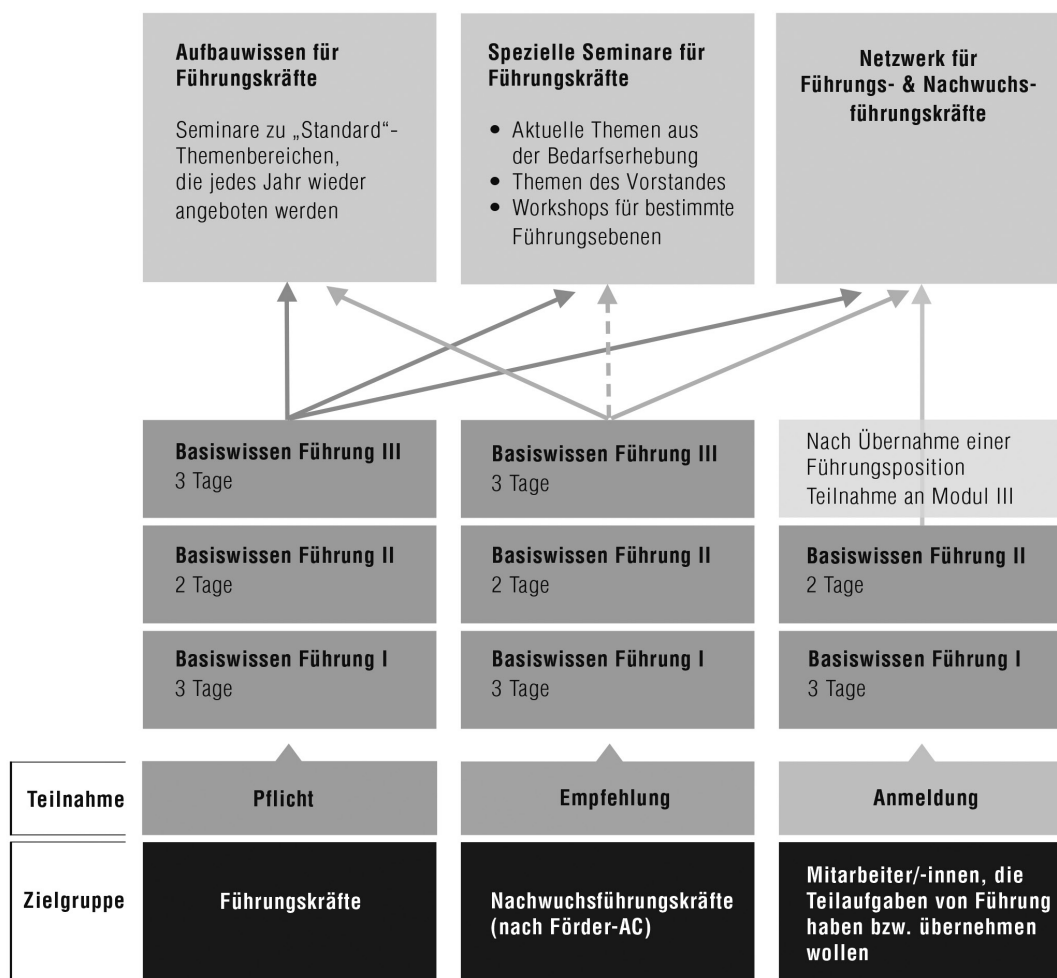 Aufbauwissen für
Führungskräfte
Seminare zu „Standard“-
Themenbereichen,
die jedes Jahr wieder
angeboten werden
Spezielle Seminare für
Führungskräfte
• Aktuelle Themen aus
der Bedarfserhebung
• Themen des Vorstandes
• Workshops für bestimmte
Führungsebenen
Netzwerk für
Führungs- & Nachwuchs-
führungskräfte
Basiswissen Führung III
3 Tage
Basiswissen Führung III
3 Tage
Nach Übernahme einer
Führungsposition
Teilnahme an Modul III
Basiswissen Führung II
2 Tage
Basiswissen Führung II
2 Tage
Basiswissen Führung II
2 Tage
Basiswissen Führung I
3 Tage
Basiswissen Führung I
3 Tage
Basiswissen Führung I
3 Tage
Teilnahme
Pflicht
Empfehlung
Anmeldung
Zielgruppe
Führungskräfte
Nachwuchsführungskräfte
(nach Förder-AC)
Mitarbeiter/-innen, die
Teilaufgaben von Führung
haben bzw. übernehmen
wollen